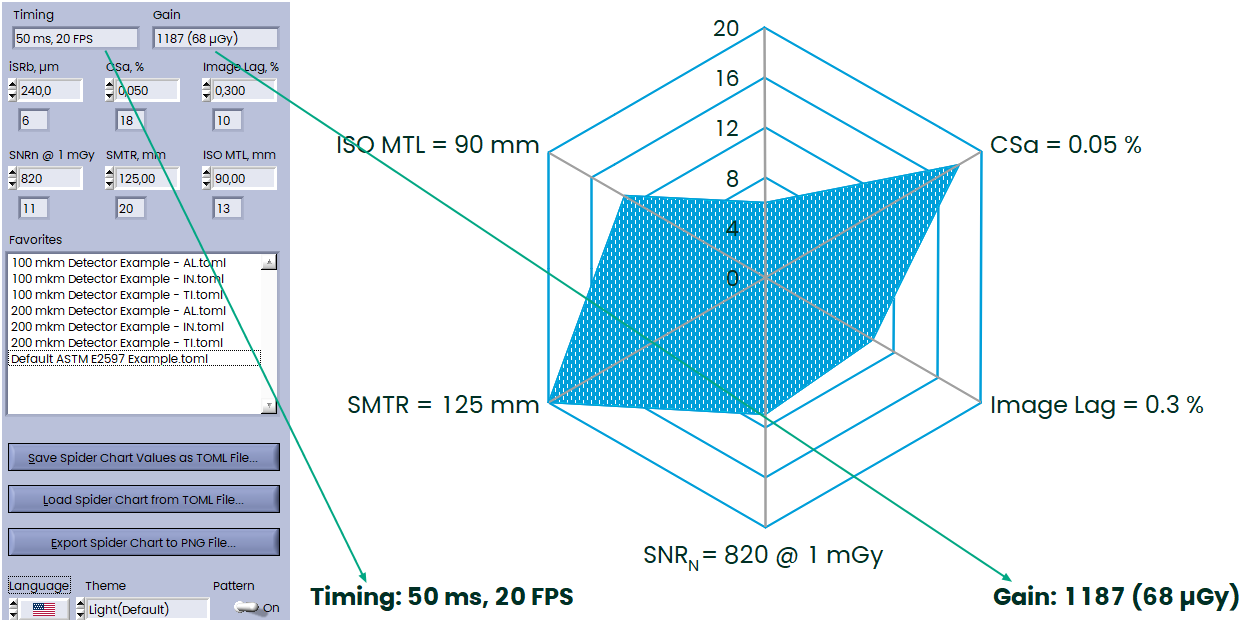 Timing Gain
50 ms, 20 FPS 1187 (68 µGy)
iSRb, µm CSa, % Image Lag, %
240,0 0,050 0,300
6 18 10
SNRn @ 1 mGy SMTR, mm ISO MTL, mm
820 125,00 90,00
11 20 13
Favorites
100 mkm Detector Example - AL.toml
100 mkm Detector Example - IN.toml
100 mkm Detector Example - TI.toml
200 mkm Detector Example - AL.toml
200 mkm Detector Example - IN.toml
200 mkm Detector Example - TI.toml
Default ASTM E2597 Example.toml
Save Spider Chart Values as TOML File...
Load Spider Chart from TOML File...
Export Spider Chart to PNG File...
Language Theme Pattern
Light(Default) On
20
16
12
8
4
0
ISO MTL = 90 mm
CSa = 0.05 %
SMTR = 125 mm
Image Lag = 0.3 %
SNRN = 820 @ 1 mGy
Timing: 50 ms, 20 FPS
Gain: 1187 (68 µGy)